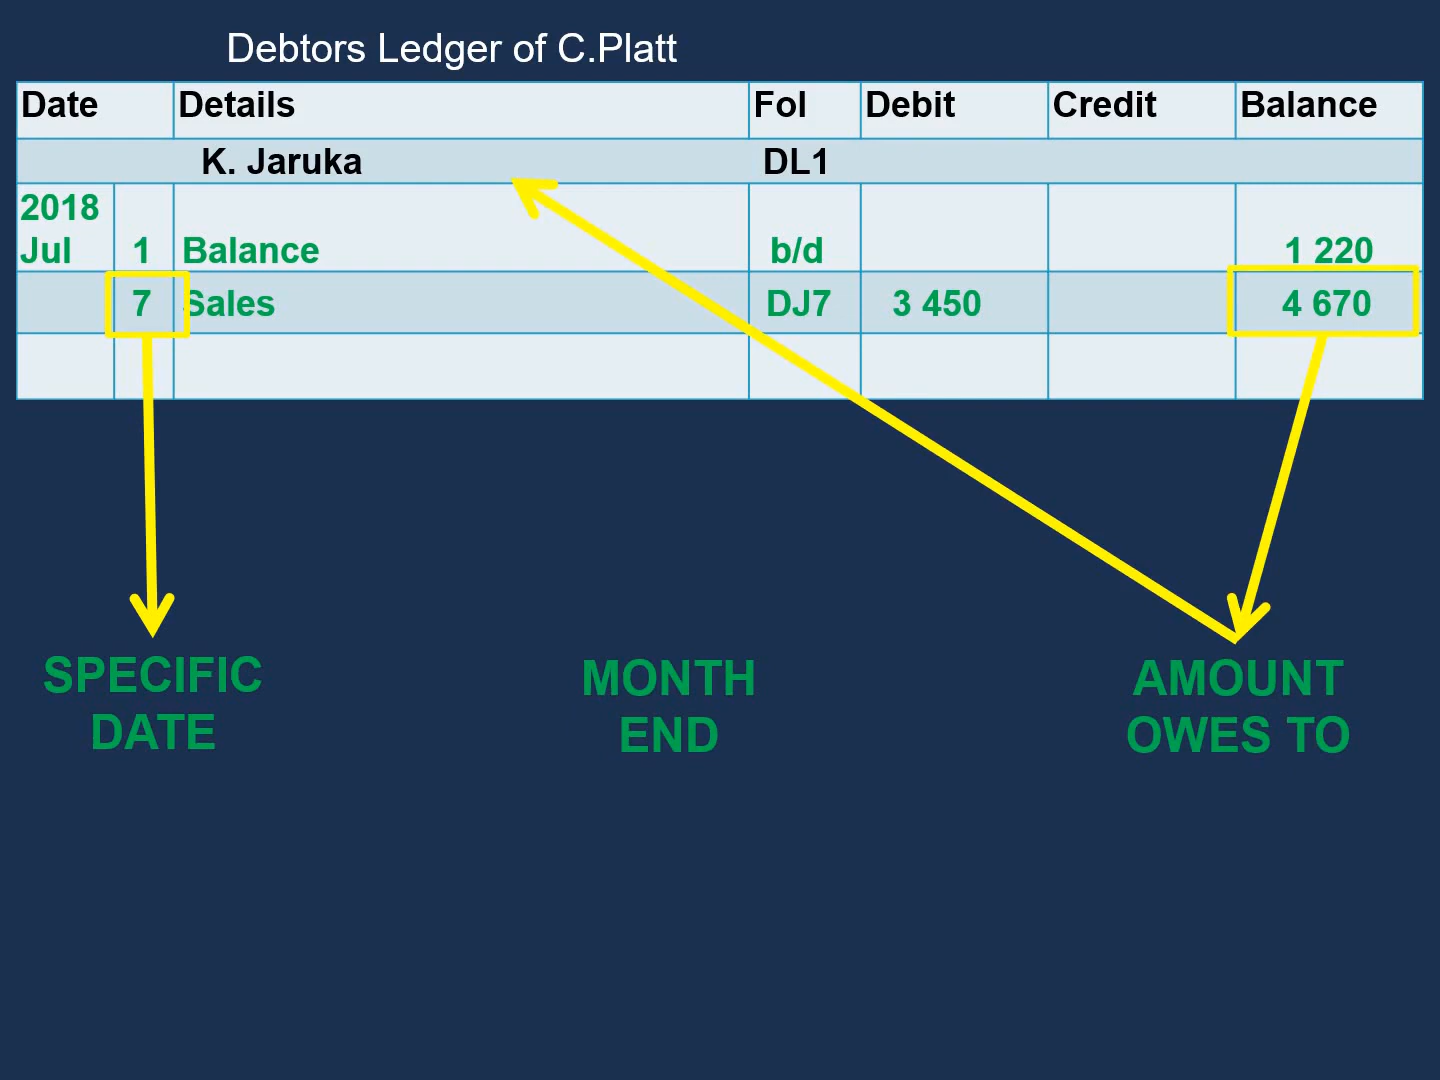 Debtors Ledger of C.Platt
Date Details Fol Debit Credit Balance
K. Jaruka DL1
2018
Jul 1 Balance b/d 1 220
7 Sales DJ7 3 450 4 670
SPECIFIC DATE
MONTH END
AMOUNT OWES TO